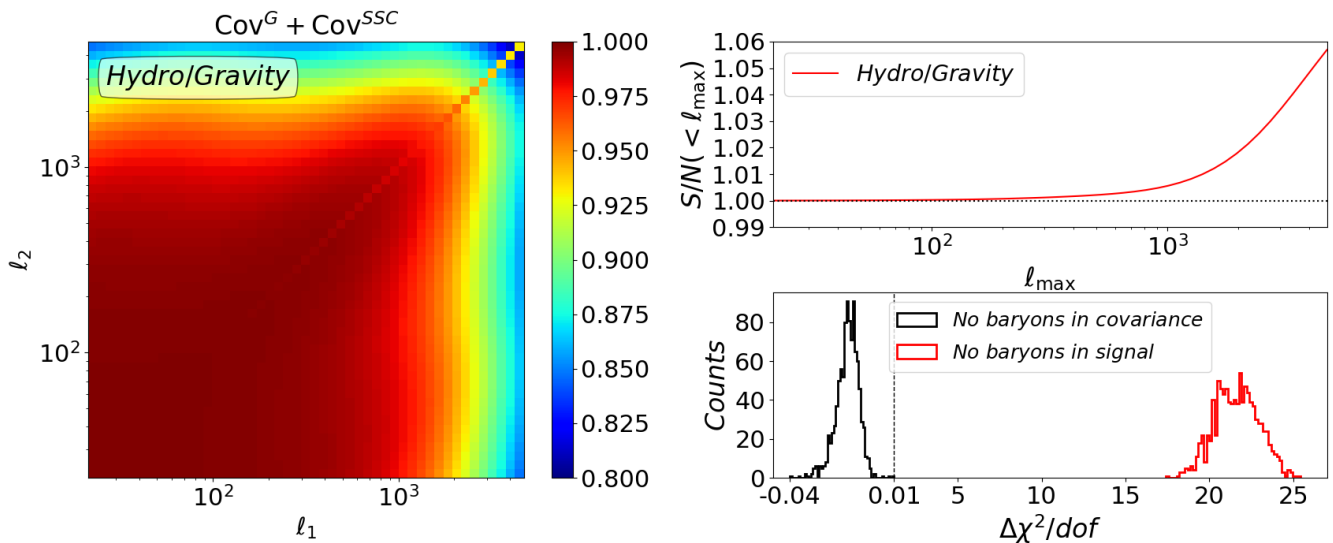 Cov^G + Cov^SSC
Hydro/Gravity
10^3
10^2
ℓ_2
10^2 10^3
ℓ_1
1.000
0.975
0.950
0.925
0.900
0.875
0.850
0.825
0.800
S/N(< ℓ_max)
1.06
1.05
1.04
1.03
1.02
1.01
1.00
0.99
Hydro/Gravity
10^2 10^3
ℓ_max
Counts
80
60
40
20
0
No baryons in covariance
No baryons in signal
-0.04 0.01 5 10 15 20 25
Δχ^2/dof